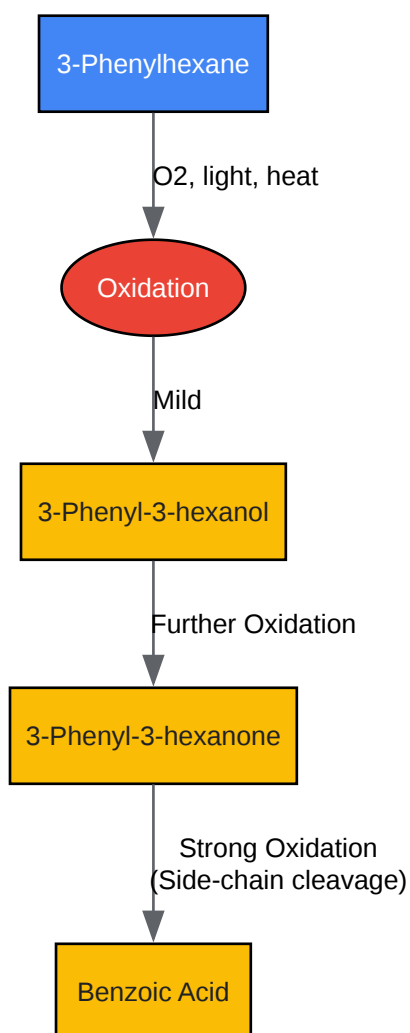 3-Phenylhexane
O2, light, heat
Oxidation
Mild
3-Phenyl-3-hexanol
Further Oxidation
3-Phenyl-3-hexanone
Strong Oxidation
(Side-chain cleavage)
Benzoic Acid